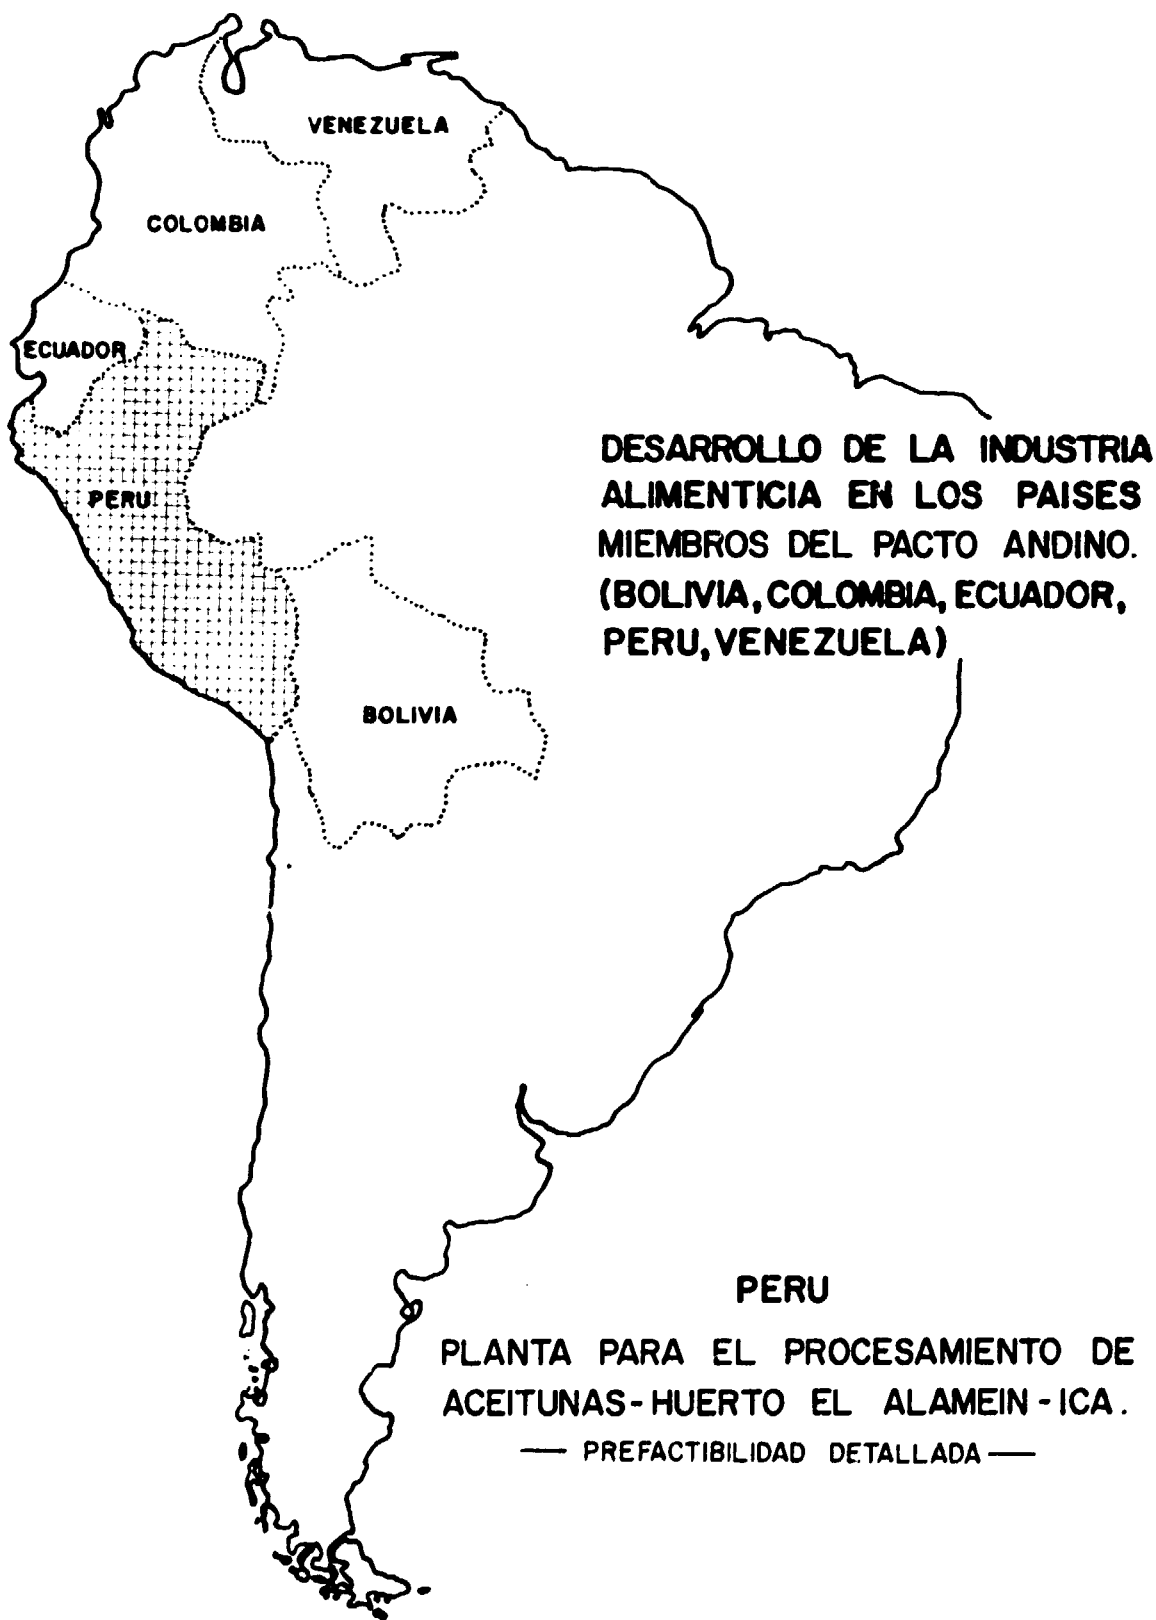 VENEZUELA
COLOMBIA
ECUADOR
PERU
BOLIVIA
DESARROLLO DE LA INDUSTRIA
ALIMENTICIA EN LOS PAISES
MIEMBROS DEL PACTO ANDINO.
(BOLIVIA, COLOMBIA, ECUADOR,
PERU, VENEZUELA)
PERU
PLANTA PARA EL PROCESAMIENTO DE
ACEITUNAS-HUERTO EL ALAMEIN-ICA.
— PREFACTIBILIDAD DETALLADA —